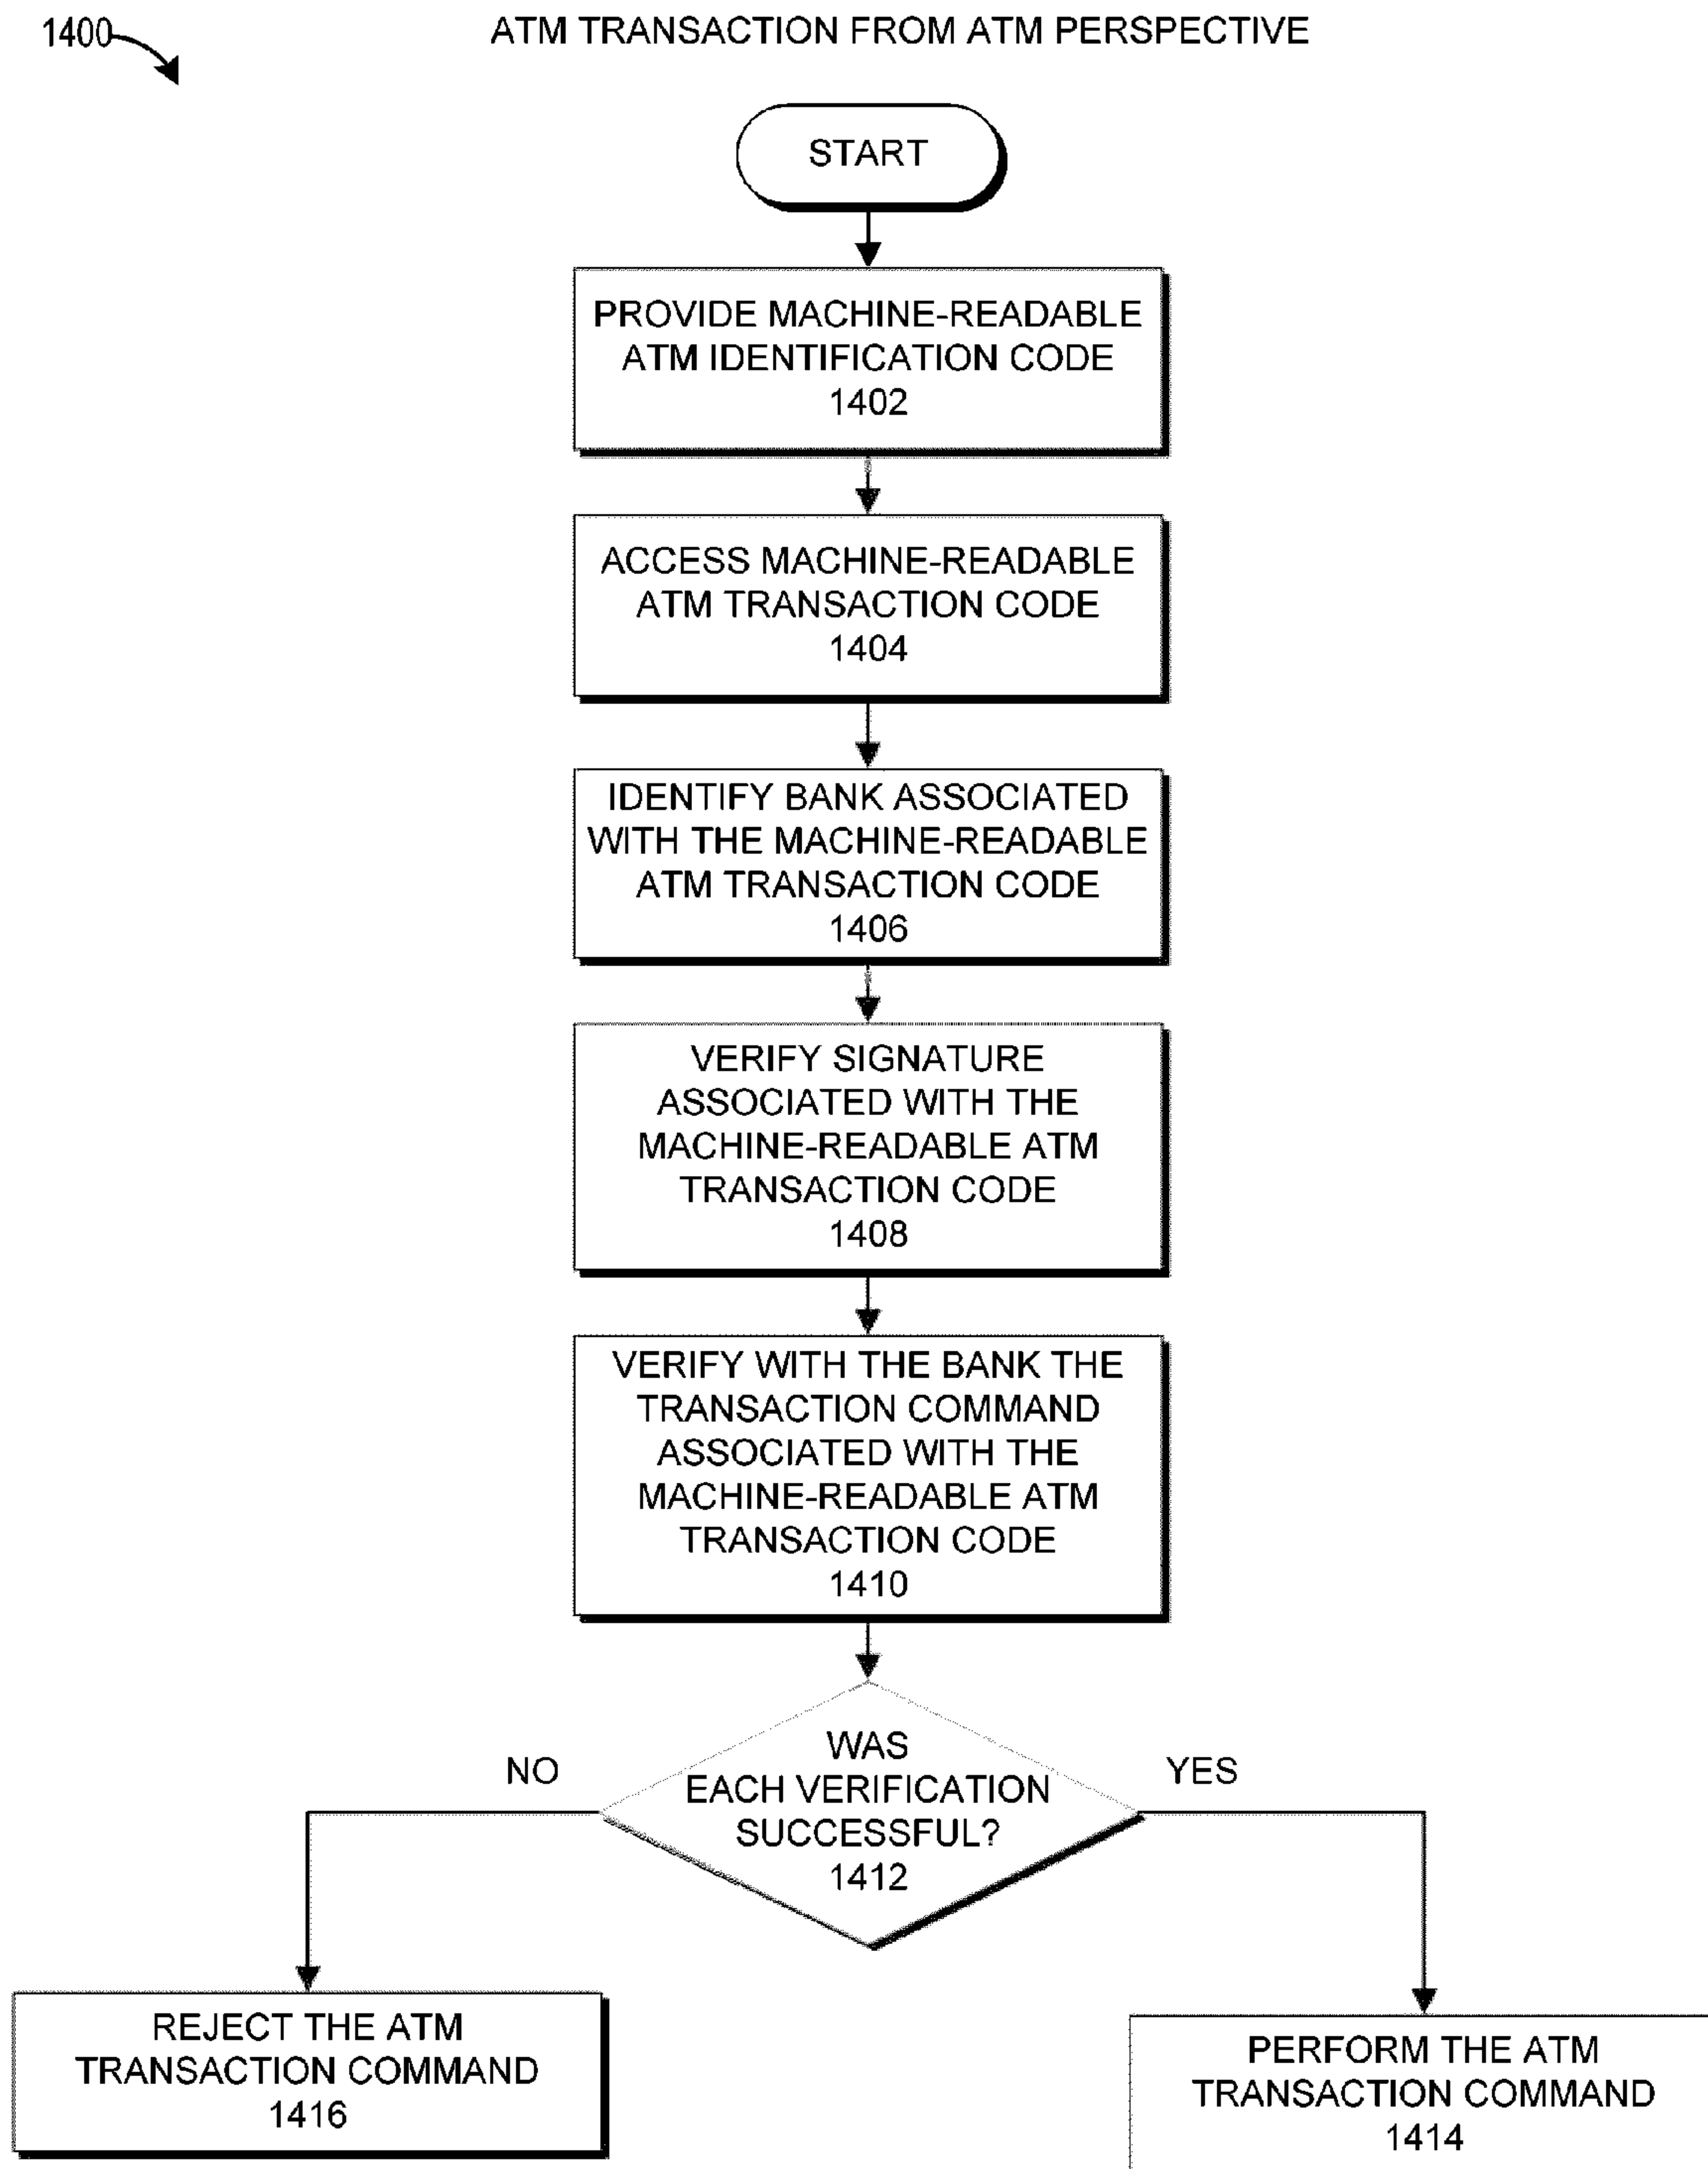 1400
ATM TRANSACTION FROM ATM PERSPECTIVE
START
PROVIDE MACHINE-READABLE
ATM IDENTIFICATION CODE
1402
ACCESS MACHINE-READABLE
ATM TRANSACTION CODE
1404
IDENTIFY BANK ASSOCIATED
WITH THE MACHINE-READABLE
ATM TRANSACTION CODE
1406
VERIFY SIGNATURE
ASSOCIATED WITH THE
MACHINE-READABLE ATM
TRANSACTION CODE
1408
VERIFY WITH THE BANK THE
TRANSACTION COMMAND
ASSOCIATED WITH THE
MACHINE-READABLE ATM
TRANSACTION CODE
1410
WAS
EACH VERIFICATION
SUCCESSFUL?
1412
NO
YES
REJECT THE ATM
TRANSACTION COMMAND
1416
PERFORM THE ATM
TRANSACTION COMMAND
1414